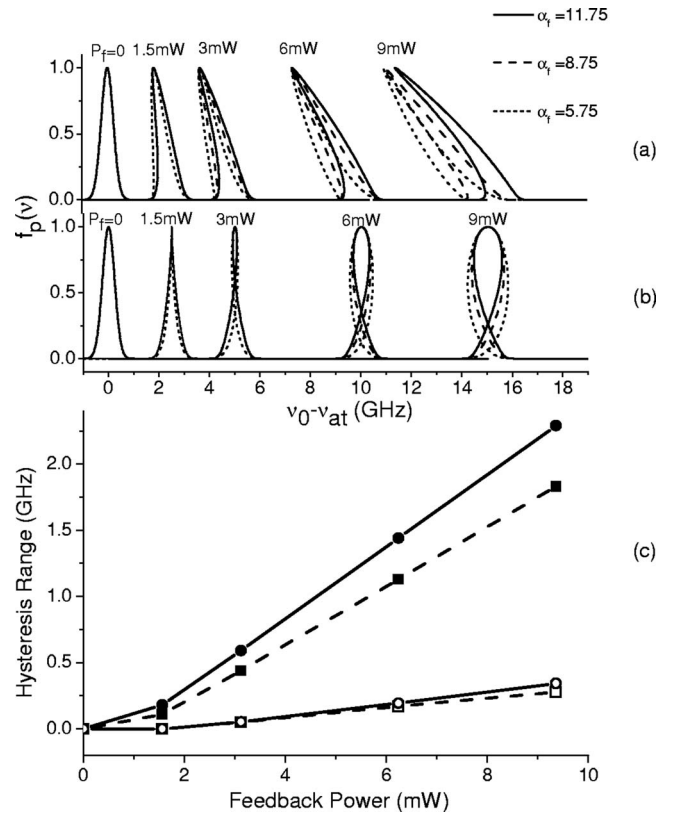 α_f =11.75
α_f =8.75
α_f =5.75
P_f=0 1.5mW 3mW 6mW 9mW
1.0
0.5
0.0
(a)
f_p(ν)
P_f=0 1.5mW 3mW 6mW 9mW
1.0
0.5
0.0
(b)
0 2 4 6 8 10 12 14 16 18
ν_0-ν_at (GHz)
2.0
1.5
1.0
0.5
0.0
Hysteresis Range (GHz)
(c)
0 2 4 6 8 10
Feedback Power (mW)